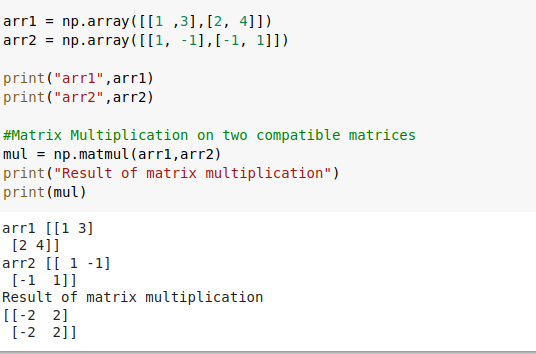 arr1 = np.array([[1 ,3],[2, 4]])
arr2 = np.array([[1, -1],[-1, 1]])
print("arr1",arr1)
print("arr2",arr2)
#Matrix Multiplication on two compatible matrices
mul = np.matmul(arr1,arr2)
print("Result of matrix multiplication")
print(mul)
arr1 [[1 3]
 [2 4]]
arr2 [[ 1 -1]
 [-1  1]]
Result of matrix multiplication
[[-2  2]
 [-2  2]]